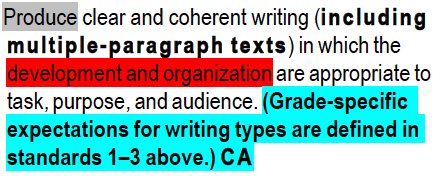 Produce clear and coherent writing (including
multiple-paragraph texts) in which the
development and organization are appropriate to
task, purpose, and audience. (Grade-specific
expectations for writing types are defined in
standards 1–3 above.) CA